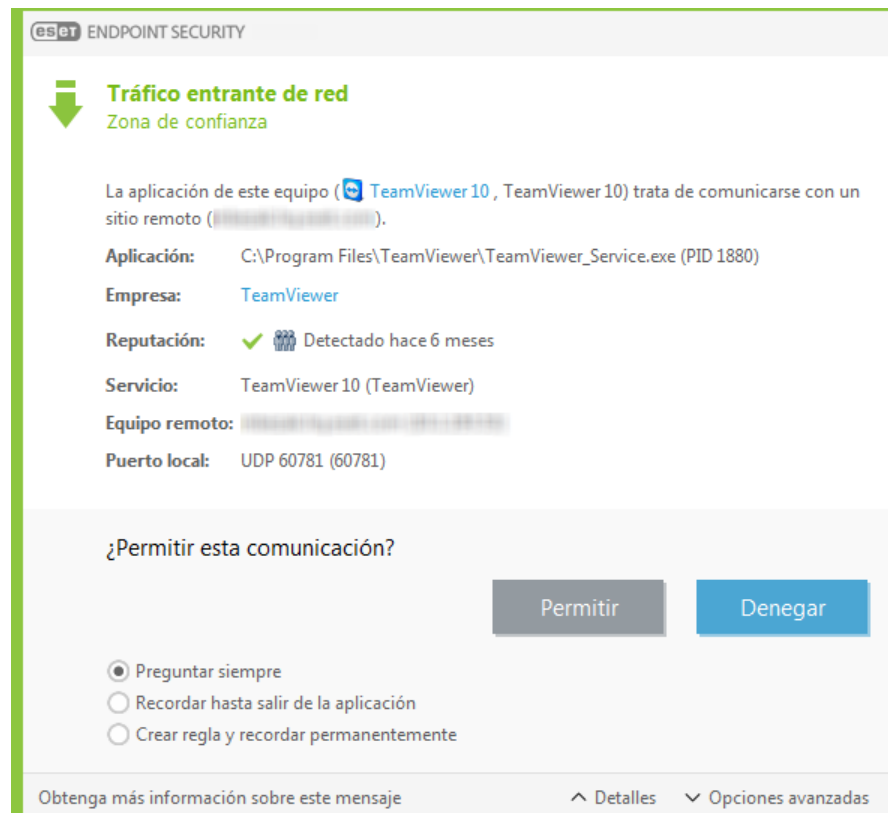 eset ENDPOINT SECURITY
Tráfico entrante de red
Zona de confianza
La aplicación de este equipo ( TeamViewer 10 , TeamViewer 10) trata de comunicarse con un
sitio remoto ( ).
Aplicación: C:\Program Files\TeamViewer\TeamViewer_Service.exe (PID 1880)
Empresa: TeamViewer
Reputación: Detectado hace 6 meses
Servicio: TeamViewer 10 (TeamViewer)
Equipo remoto:
Puerto local: UDP 60781 (60781)
¿Permitir esta comunicación?
Permitir Denegar
Preguntar siempre
Recordar hasta salir de la aplicación
Crear regla y recordar permanentemente
Obtenga más información sobre este mensaje Detalles Opciones avanzadas